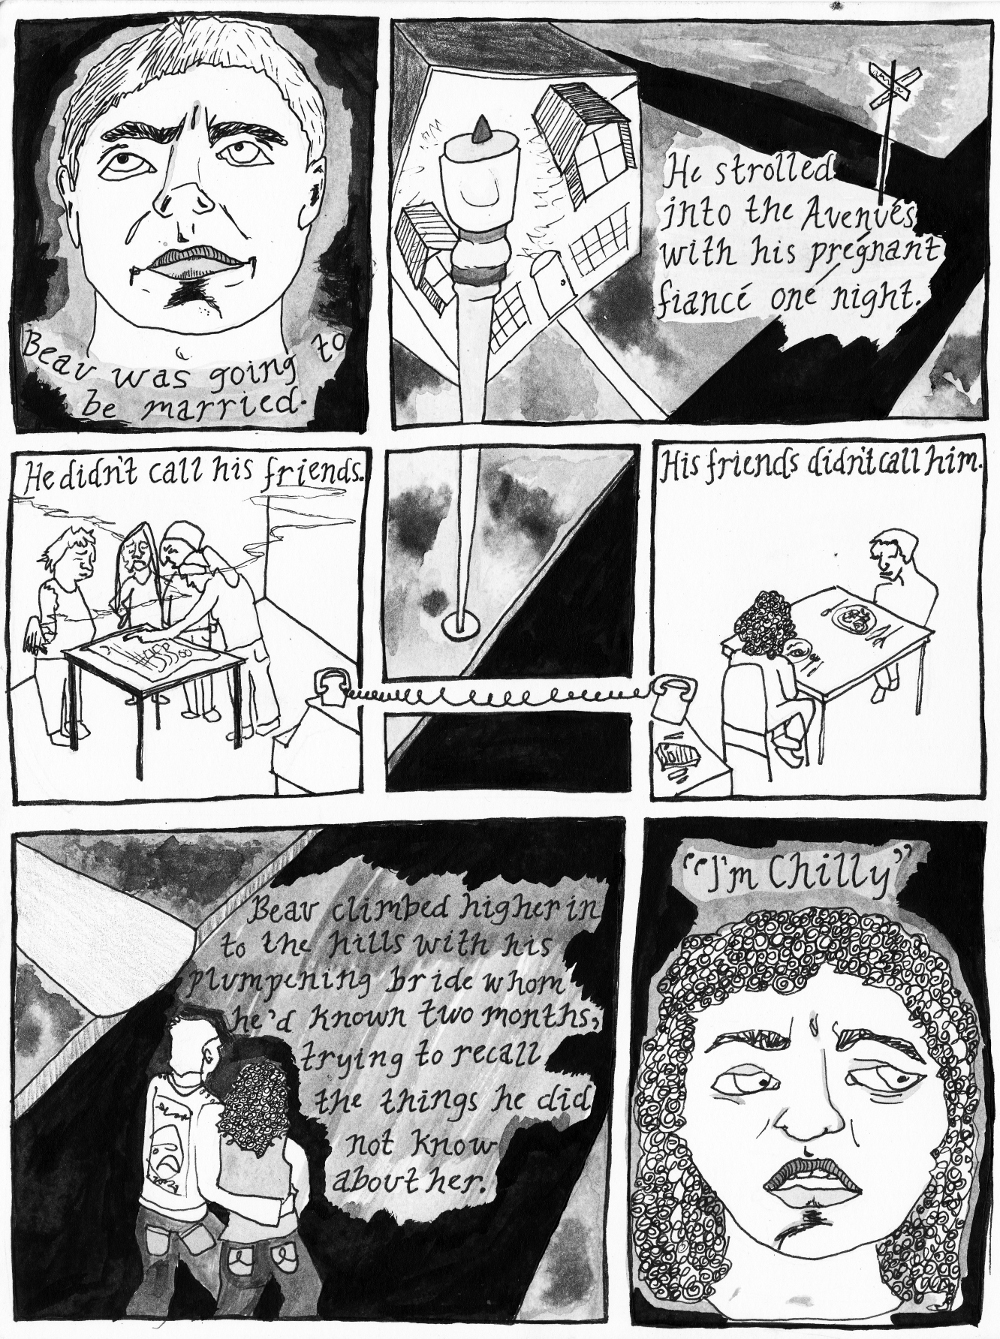 Beav was going to
be married.
He strolled
into the Avenues
with his pregnant
fiancé one night.
He didn't call his friends.
His friends didn't call him.
Beav climbed higher in
to the hills with his
plumpening bride whom
he'd known two months,
trying to recall
the things he did
not know
about her.
"I'm Chilly"